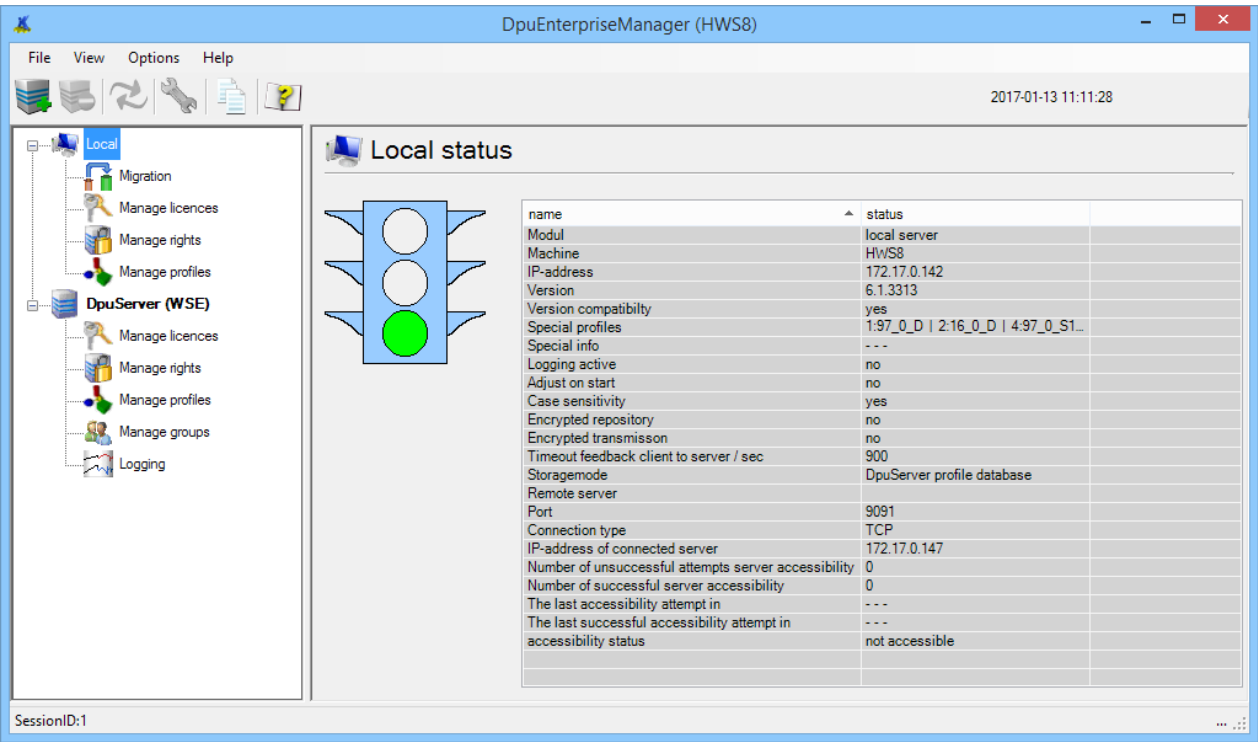 DpuEnterpriseManager (HWS8)
File View Options Help
2017-01-13 11:11:28
Local
Migration
Manage licences
Manage rights
Manage profiles
DpuServer (WSE)
Manage licences
Manage rights
Manage profiles
Manage groups
Logging
Local status
name status
Modul local server
Machine HWS8
IP-address 172.17.0.142
Version 6.1.3313
Version compatibilty yes
Special profiles 1:97_0_D | 2:16_0_D | 4:97_0_S1...
Special info - - -
Logging active no
Adjust on start no
Case sensitivity yes
Encrypted repository no
Encrypted transmisson no
Timeout feedback client to server / sec 900
Storagemode DpuServer profile database
Remote server
Port 9091
Connection type TCP
IP-address of connected server 172.17.0.147
Number of unsuccessful attempts server accessibility 0
Number of successful server accessibility 0
The last accessibility attempt in - - -
The last successful accessibility attempt in - - -
accessibility status not accessible
SessionID:1 ...